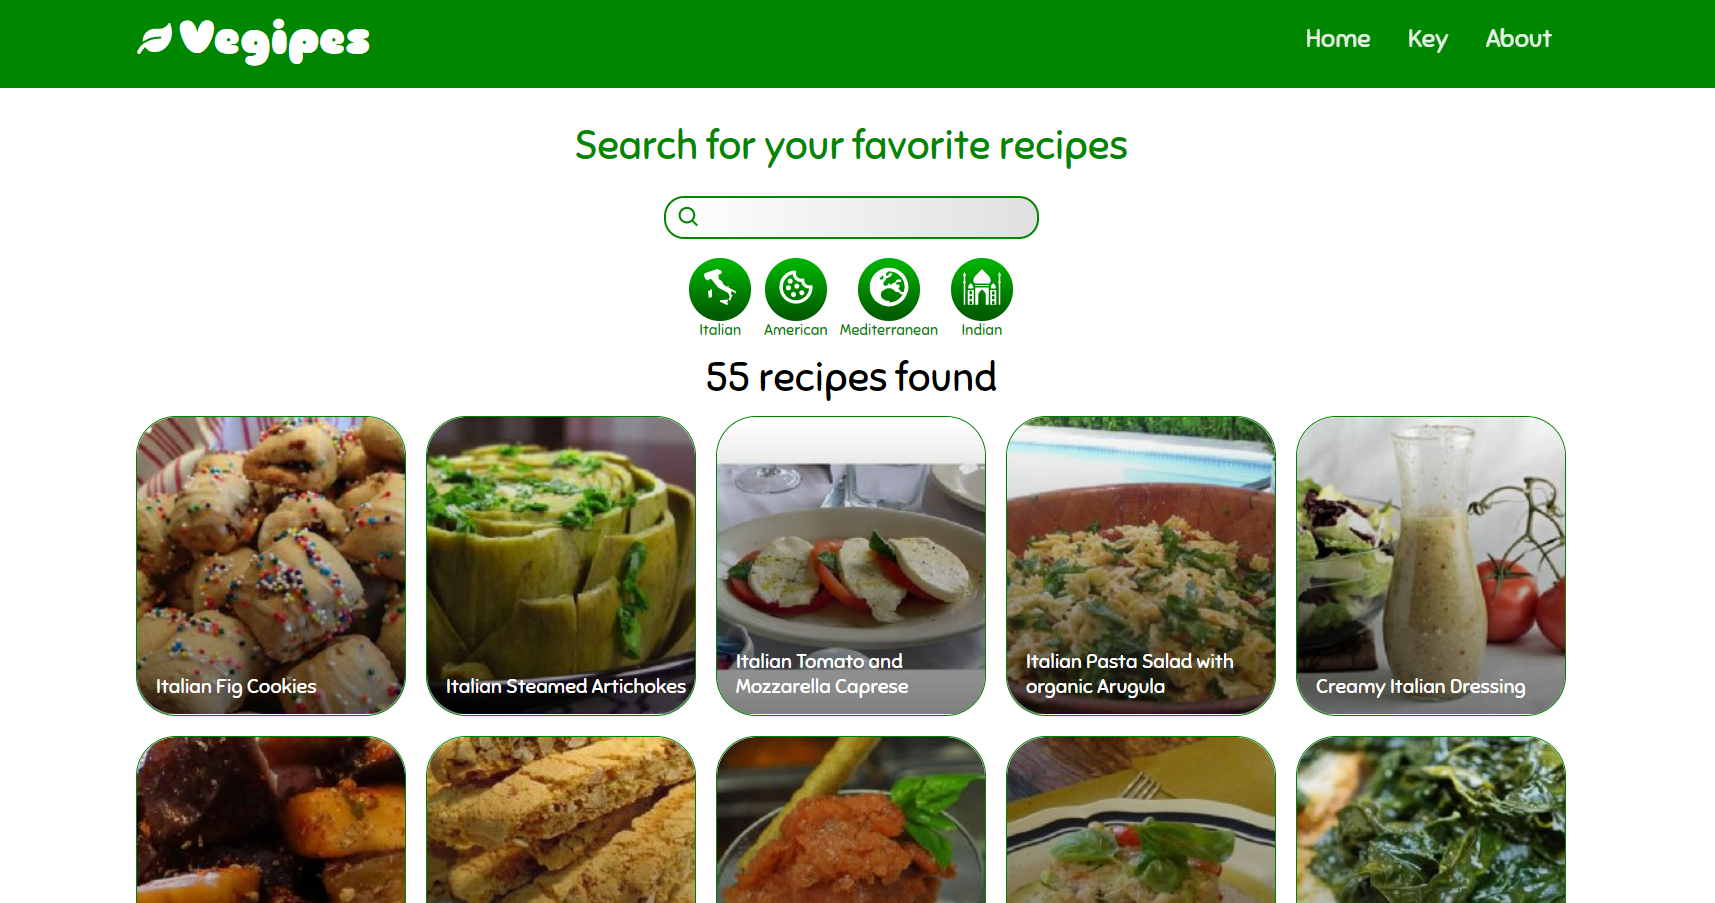 Vegipes
Home Key About
Search for your favorite recipes
Italian American Mediterranean Indian
55 recipes found
Italian Fig Cookies
Italian Steamed Artichokes
Italian Tomato and
Mozzarella Caprese
Italian Pasta Salad with
organic Arugula
Creamy Italian Dressing